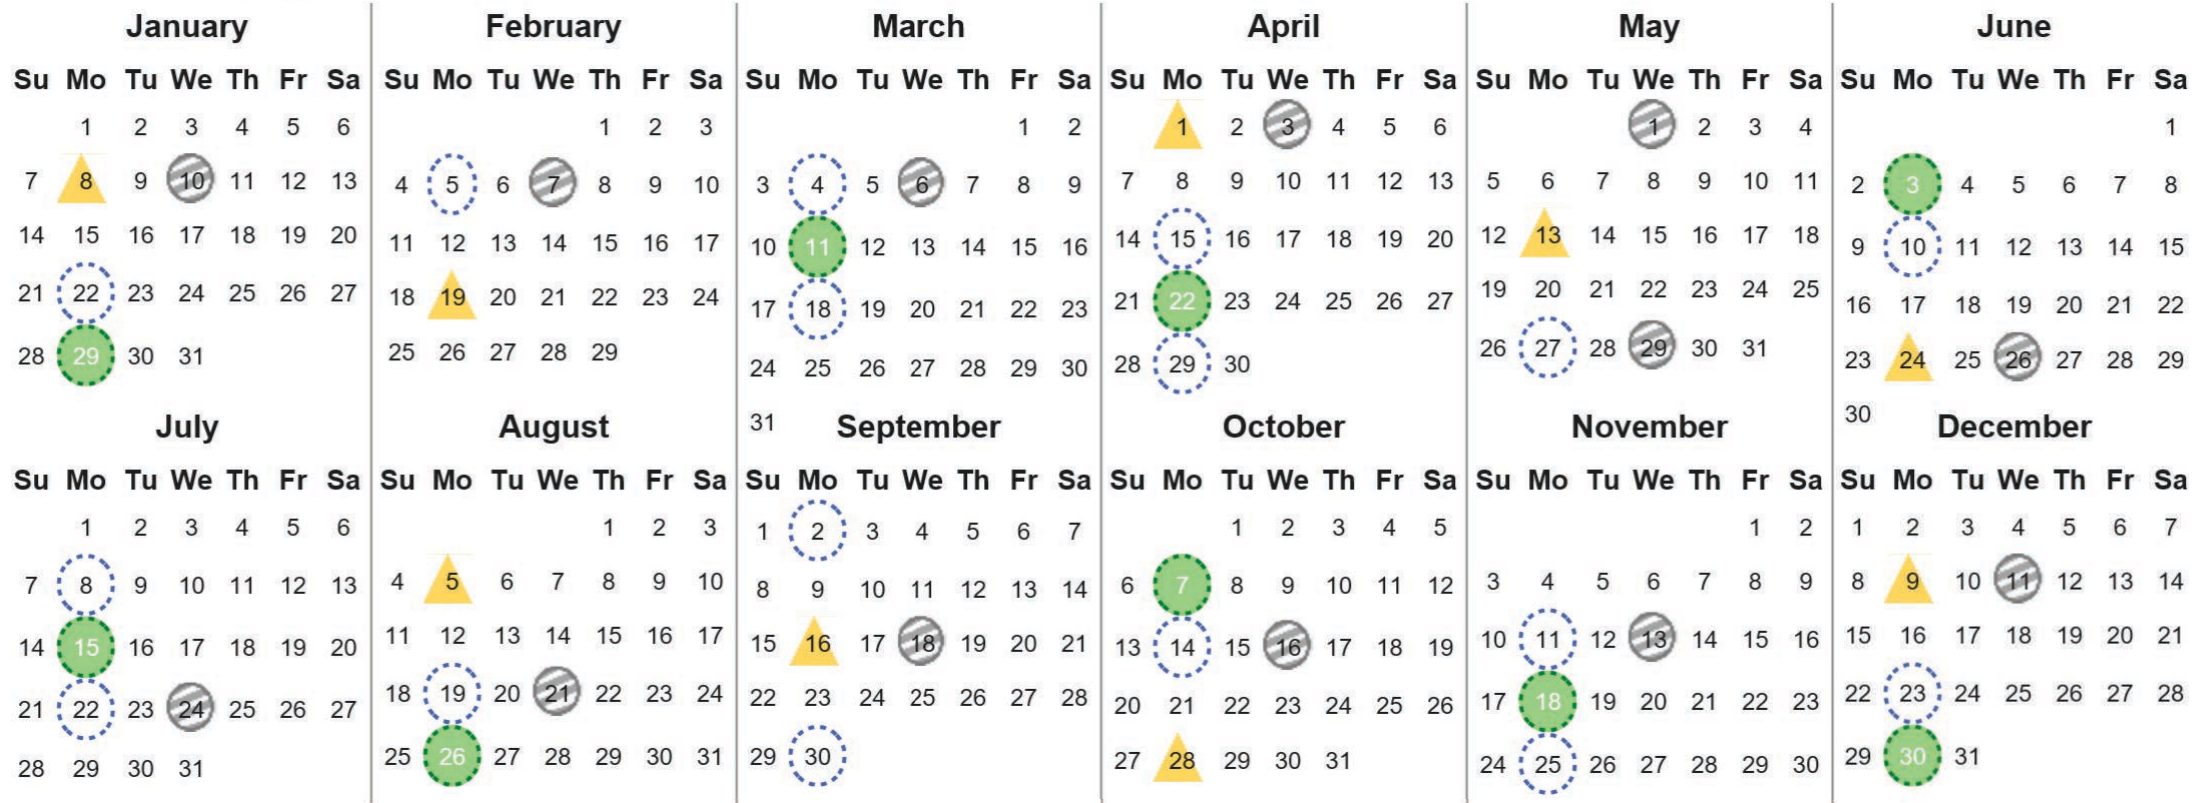 January February March April May June
Su Mo Tu We Th Fr Sa Su Mo Tu We Th Fr Sa Su Mo Tu We Th Fr Sa Su Mo Tu We Th Fr Sa Su Mo Tu We Th Fr Sa Su Mo Tu We Th Fr Sa
1 2 3 4 5 6 1 2 3 1 2 1 2 3 4 5 6 1 2 3 4 1
7 8 9 10 11 12 13 4 5 6 7 8 9 10 3 4 5 6 7 8 9 7 8 9 10 11 12 13 5 6 7 8 9 10 11 2 3 4 5 6 7 8
14 15 16 17 18 19 20 11 12 13 14 15 16 17 10 11 12 13 14 15 16 14 15 16 17 18 19 20 12 13 14 15 16 17 18 9 10 11 12 13 14 15
21 22 23 24 25 26 27 18 19 20 21 22 23 24 17 18 19 20 21 22 23 21 22 23 24 25 26 27 19 20 21 22 23 24 25 16 17 18 19 20 21 22
28 29 30 31 25 26 27 28 29 24 25 26 27 28 29 30 28 29 30 26 27 28 29 30 31 23 24 25 26 27 28 29
31 30
July August September October November December
Su Mo Tu We Th Fr Sa Su Mo Tu We Th Fr Sa Su Mo Tu We Th Fr Sa Su Mo Tu We Th Fr Sa Su Mo Tu We Th Fr Sa Su Mo Tu We Th Fr Sa
1 2 3 4 5 6 1 2 3 1 2 3 4 5 6 7 1 2 3 4 5 1 2 1 2 3 4 5 6 7
7 8 9 10 11 12 13 4 5 6 7 8 9 10 8 9 10 11 12 13 14 6 7 8 9 10 11 12 3 4 5 6 7 8 9 8 9 10 11 12 13 14
14 15 16 17 18 19 20 11 12 13 14 15 16 17 15 16 17 18 19 20 21 13 14 15 16 17 18 19 10 11 12 13 14 15 16 15 16 17 18 19 20 21
21 22 23 24 25 26 27 18 19 20 21 22 23 24 22 23 24 25 26 27 28 20 21 22 23 24 25 26 17 18 19 20 21 22 23 22 23 24 25 26 27 28
28 29 30 31 25 26 27 28 29 30 31 29 30 27 28 29 30 31 24 25 26 27 28 29 30 29 30 31